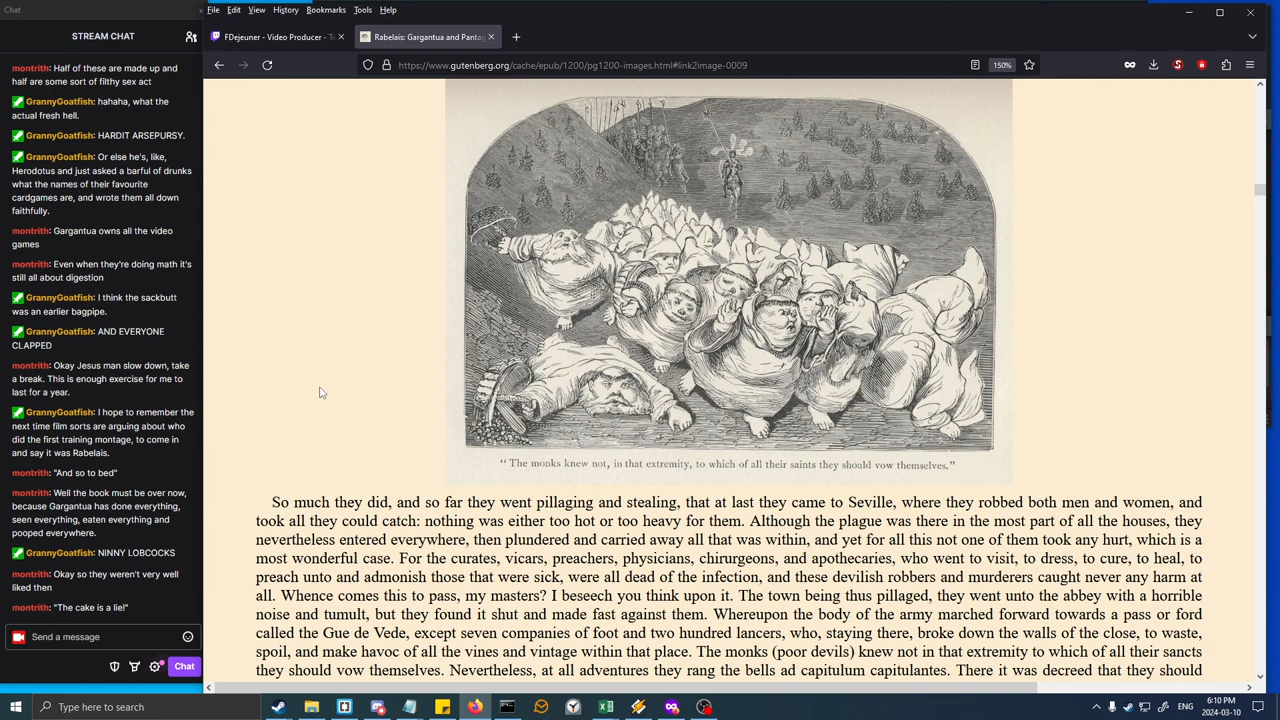 Chat
File Edit View History Bookmarks Tools Help
STREAM CHAT
FDejeuner - Video Producer - Tw
Rabelais: Gargantua and Pantag
https://www.gutenberg.org/cache/epub/1200/pg1200-images.html#link2image-0009
150%
montrith: Half of these are made up and
half are some sort of filthy sex act
GrannyGoatfish: hahaha, what the
actual fresh hell.
GrannyGoatfish: HARDIT ARSEPURSY.
GrannyGoatfish: Or else he's, like,
Herodotus and just asked a barful of drunks
what the names of their favourite
cardgames are, and wrote them all down
faithfully.
montrith: Gargantua owns all the video
games
montrith: Even when they're doing math it's
still all about digestion
GrannyGoatfish: I think the sackbutt
was an earlier bagpipe.
GrannyGoatfish: AND EVERYONE
CLAPPED
montrith: Okay Jesus man slow down, take
a break. This is enough exercise for me to
last for a year.
GrannyGoatfish: I hope to remember the
next time film sorts are arguing about who
did the first training montage, to come in
and say it was Rabelais.
montrith: "And so to bed"
montrith: Well the book must be over now,
because Gargantua has done everything,
seen everything, eaten everything and
pooped everywhere.
GrannyGoatfish: NINNY LOBCOCKS
montrith: Okay so they weren't very well
liked then
montrith: "The cake is a lie!"
Send a message
Chat
"The monks knew not, in that extremity, to which of all their saints they should vow themselves."
So much they did, and so far they went pillaging and stealing, that at last they came to Seville, where they robbed both men and women, and
took all they could catch: nothing was either too hot or too heavy for them. Although the plague was there in the most part of all the houses, they
nevertheless entered everywhere, then plundered and carried away all that was within, and yet for all this not one of them took any hurt, which is a
most wonderful case. For the curates, vicars, preachers, physicians, chirurgeons, and apothecaries, who went to visit, to dress, to cure, to heal, to
preach unto and admonish those that were sick, were all dead of the infection, and these devilish robbers and murderers caught never any harm at
all. Whence comes this to pass, my masters? I beseech you think upon it. The town being thus pillaged, they went unto the abbey with a horrible
noise and tumult, but they found it shut and made fast against them. Whereupon the body of the army marched forward towards a pass or ford
called the Gue de Vede, except seven companies of foot and two hundred lancers, who, staying there, broke down the walls of the close, to waste,
spoil, and make havoc of all the vines and vintage within that place. The monks (poor devils) knew not in that extremity to which of all their sancts
they should vow themselves. Nevertheless, at all adventures they rang the bells ad capitulum capitulantes. There it was decreed that they should
Type here to search
6:10 PM
2024-03-10